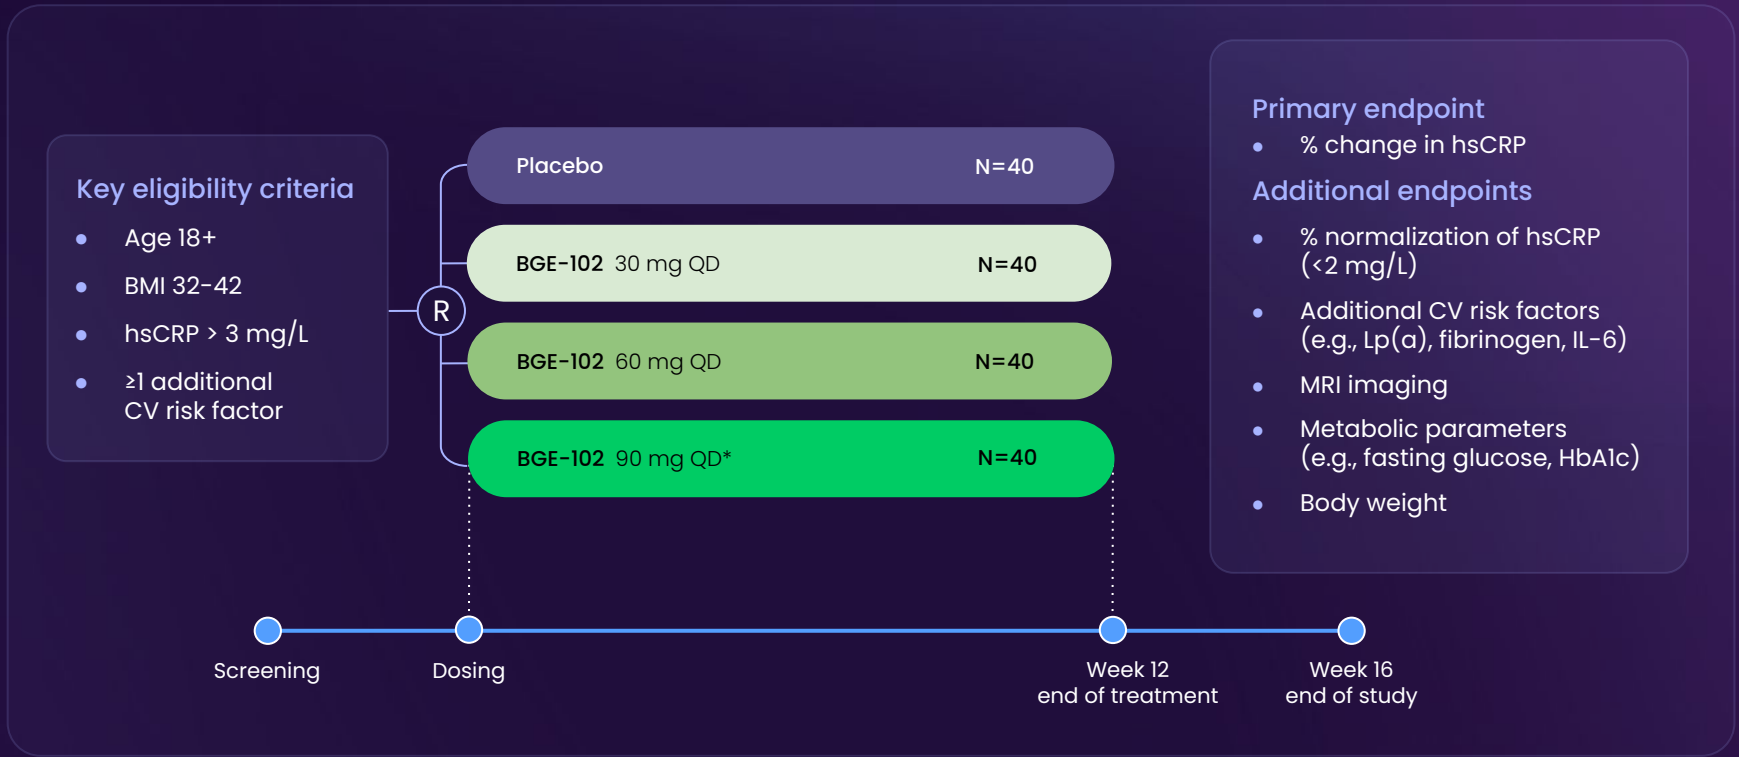 Key eligibility criteria
• Age 18+
• BMI 32-42
• hsCRP > 3 mg/L
• ≥1 additional
CV risk factor
R
Placebo N=40
BGE-102 30 mg QD N=40
BGE-102 60 mg QD N=40
BGE-102 90 mg QD* N=40
Primary endpoint
• % change in hsCRP
Additional endpoints
• % normalization of hsCRP
(<2 mg/L)
• Additional CV risk factors
(e.g., Lp(a), fibrinogen, IL-6)
• MRI imaging
• Metabolic parameters
(e.g., fasting glucose, HbA1c)
• Body weight
Screening
Dosing
Week 12
end of treatment
Week 16
end of study